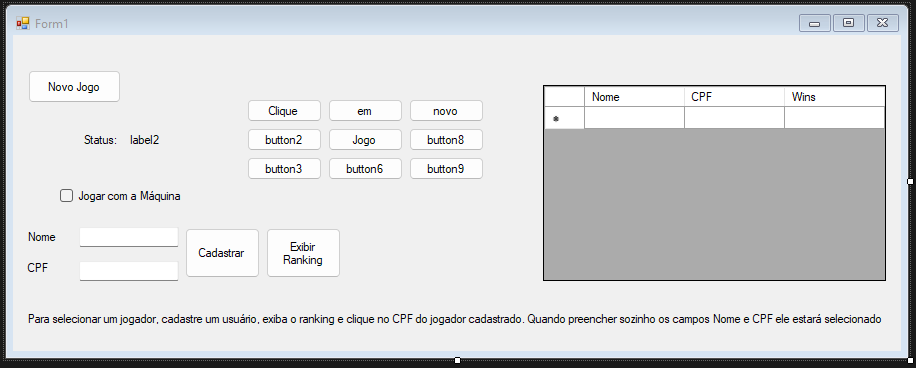 Form1
Novo Jogo
Clique em novo
Status: label2
button2 Jogo button8
button3 button6 button9
Jogar com a Máquina
Nome
CPF
Cadastrar
Exibir
Ranking
Nome CPF Wins
*
Para selecionar um jogador, cadastre um usuário, exiba o ranking e clique no CPF do jogador cadastrado. Quando preencher sozinho os campos Nome e CPF ele estará selecionado